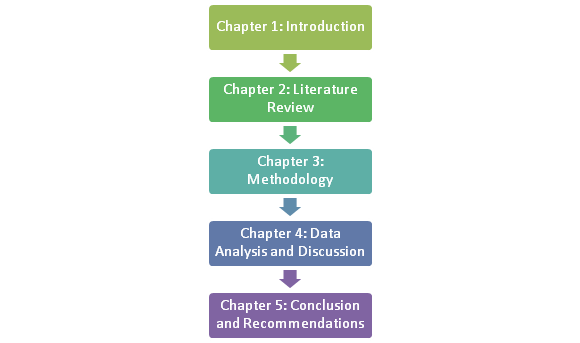 Chapter 1: Introduction
Chapter 2: Literature
Review
Chapter 3:
Methodology
Chapter 4: Data
Analysis and Discussion
Chapter 5: Conclusion
and Recommendations